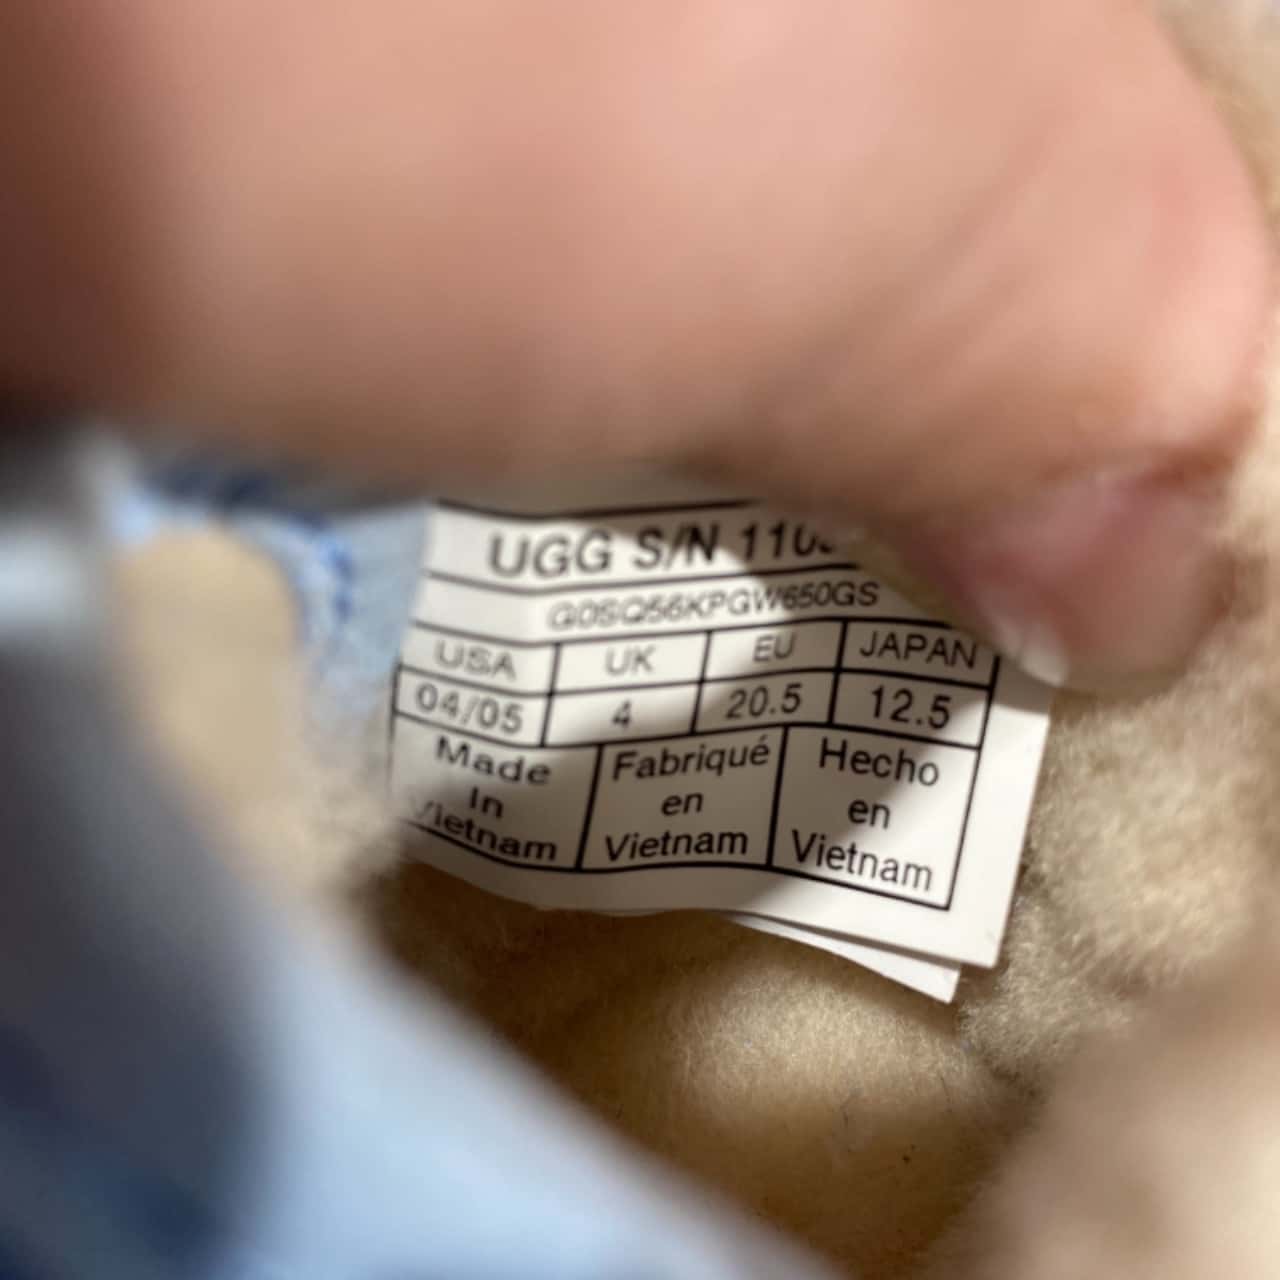 UGG S/N 110
Q0SQ56KPGW650GS
USA UK EU JAPAN
04/05 4 20.5 12.5
Made
In
Vietnam
Fabriqué
en
Vietnam
Hecho
en
Vietnam